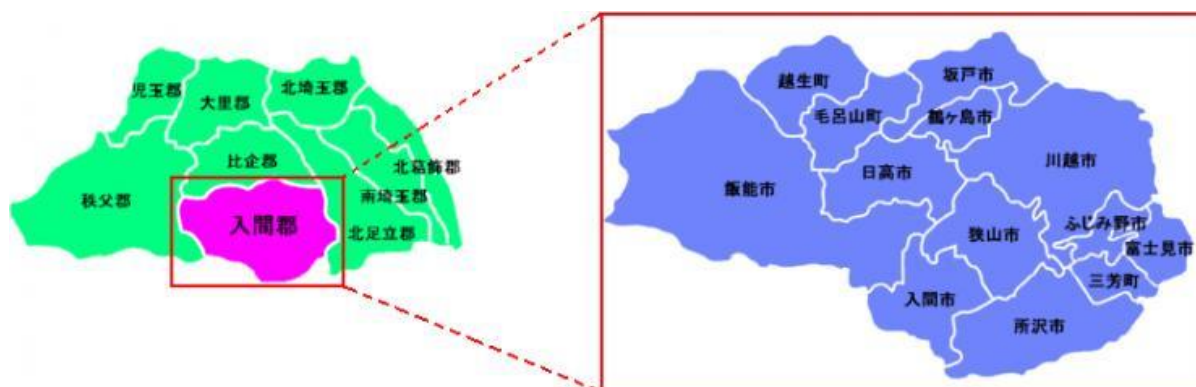 児玉郡
大里郡
北埼玉郡
比企郡
北葛飾郡
秩父郡
南埼玉郡
入間郡
北足立郡
越生町
坂戸市
毛呂山町
鶴ヶ島市
川越市
日高市
飯能市
ふじみ野市
狭山市
富士見市
三芳町
入間市
所沢市